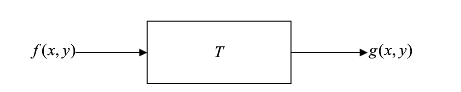 f(x, y) T g(x, y)